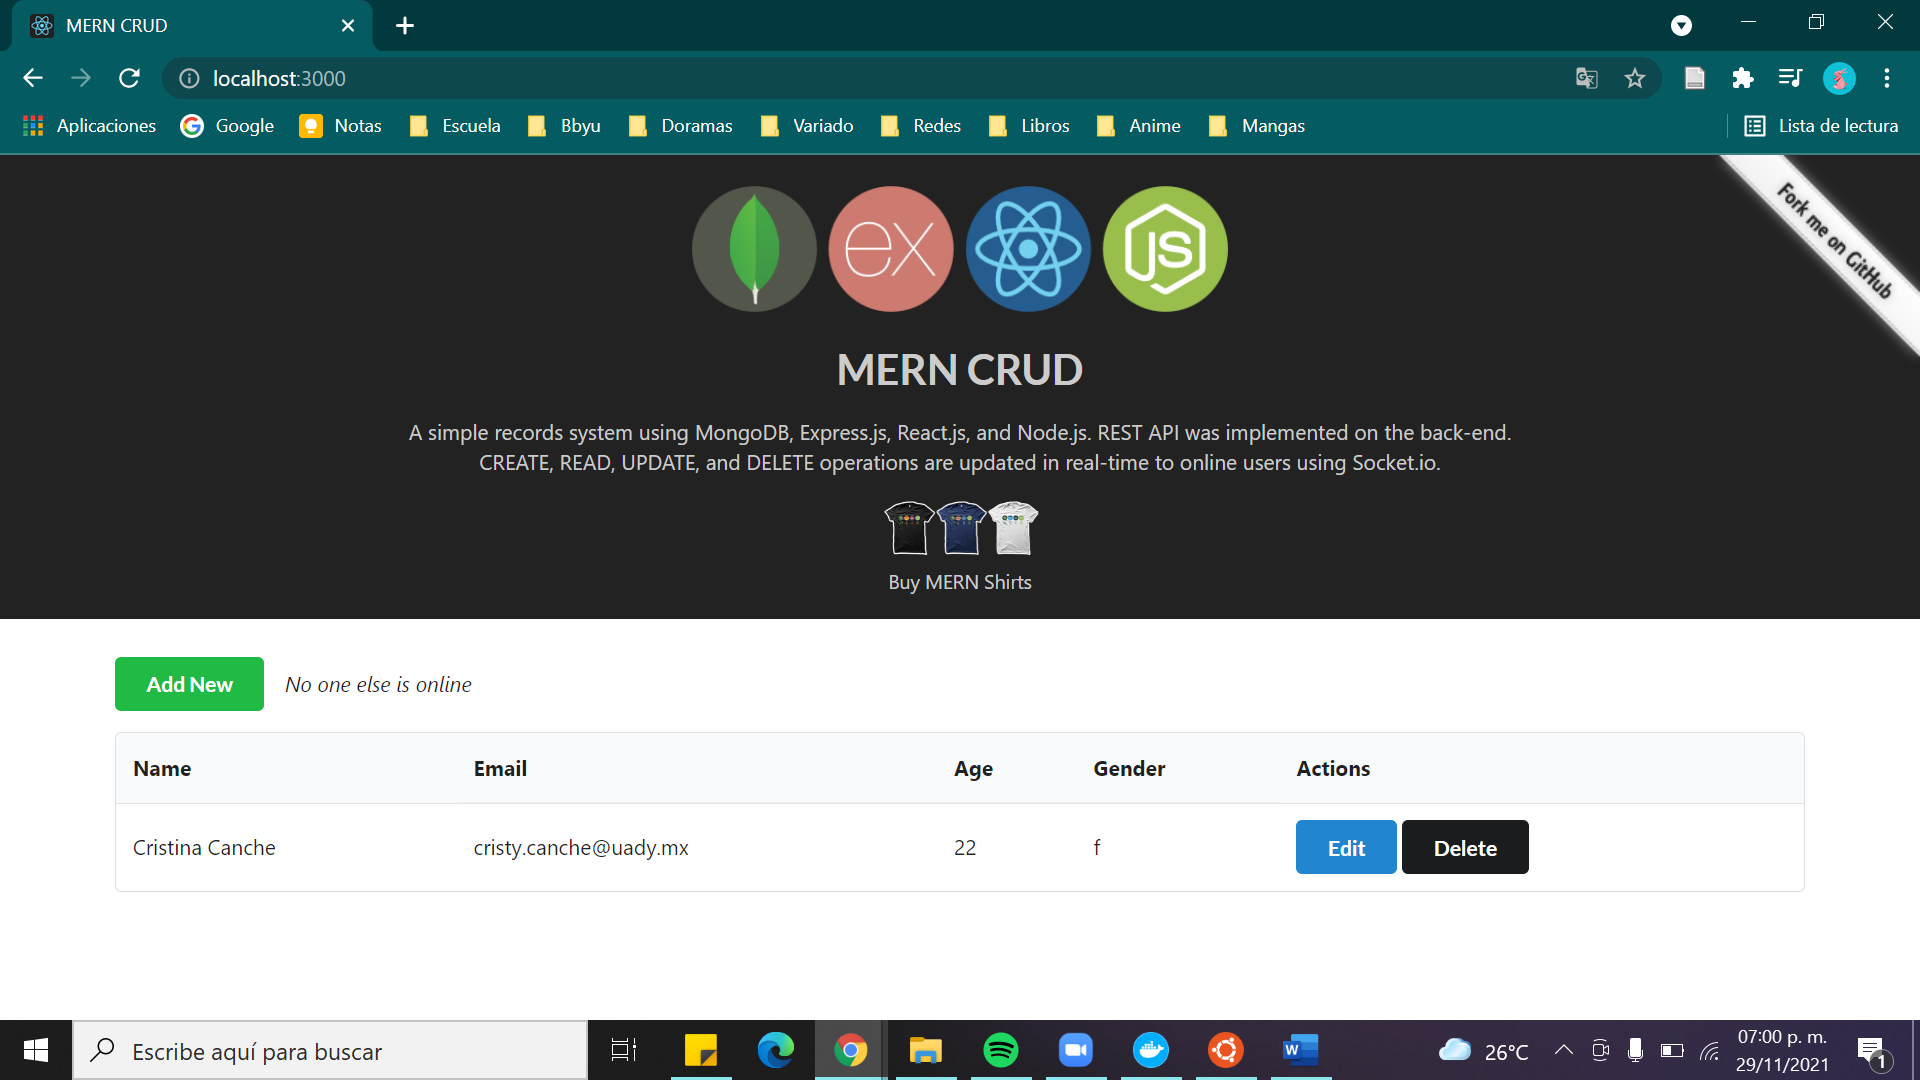 MERN CRUD
localhost:3000
Aplicaciones Google Notas Escuela Bbyu Doramas Variado Redes Libros Anime Mangas Lista de lectura
Fork me on GitHub
ex
JS
MERN CRUD
A simple records system using MongoDB, Express.js, React.js, and Node.js. REST API was implemented on the back-end.
CREATE, READ, UPDATE, and DELETE operations are updated in real-time to online users using Socket.io.
Buy MERN Shirts
Add New No one else is online
Name Email Age Gender Actions
Cristina Canche cristy.canche@uady.mx 22 f Edit Delete
Escribe aquí para buscar
W
26°C
07:00 p. m.
29/11/2021
1